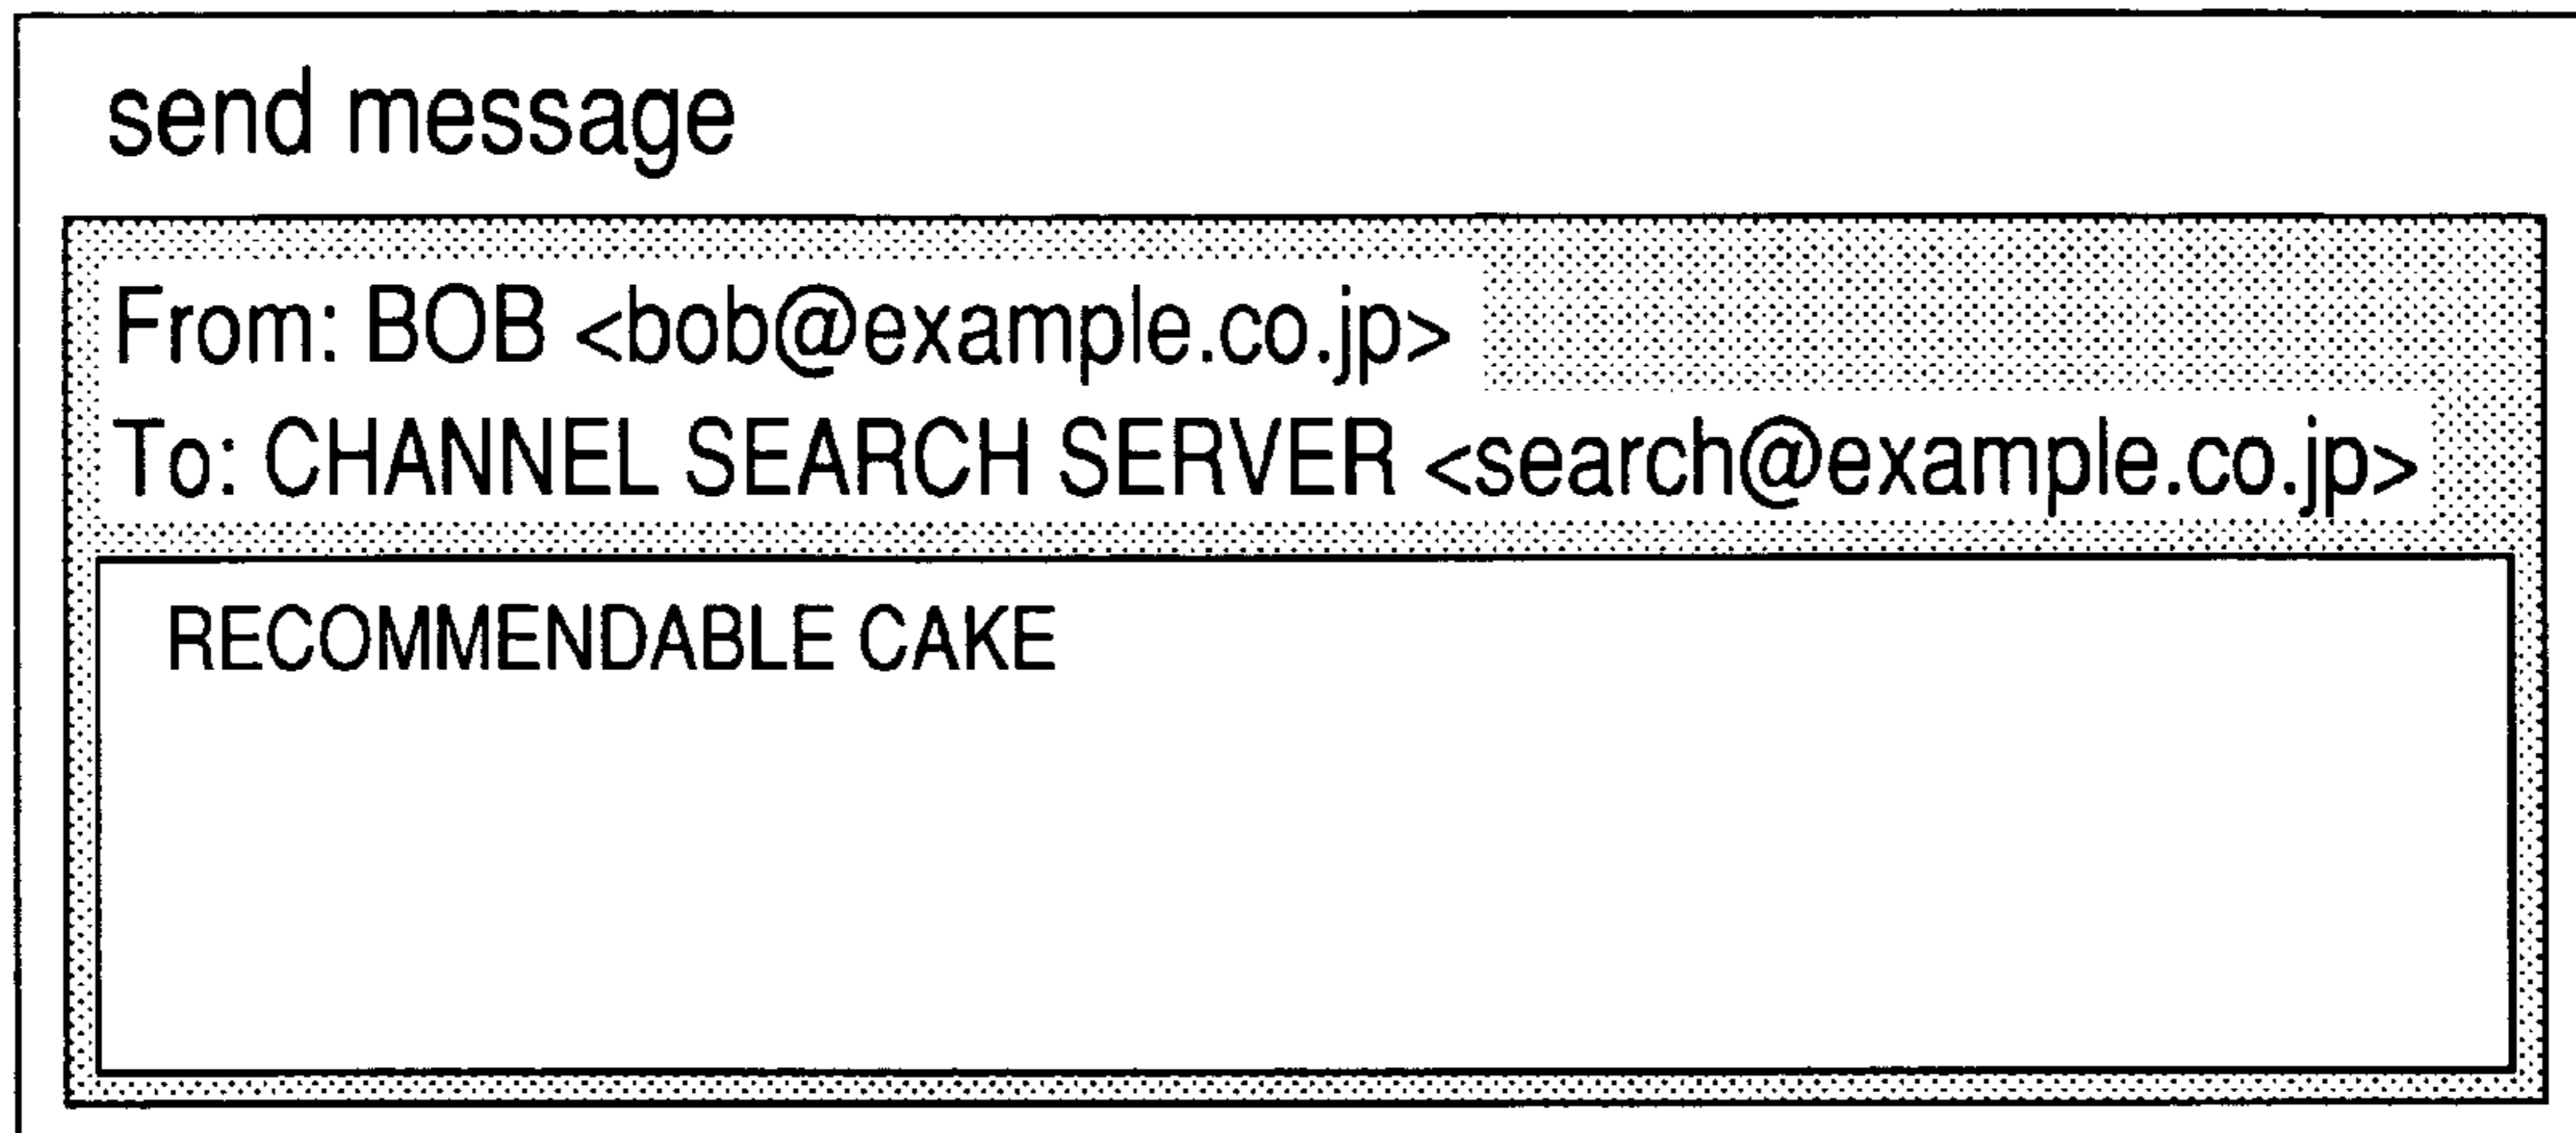 send message
From: BOB <bob@example.co.jp>
To: CHANNEL SEARCH SERVER <search@example.co.jp>
RECOMMENDABLE CAKE